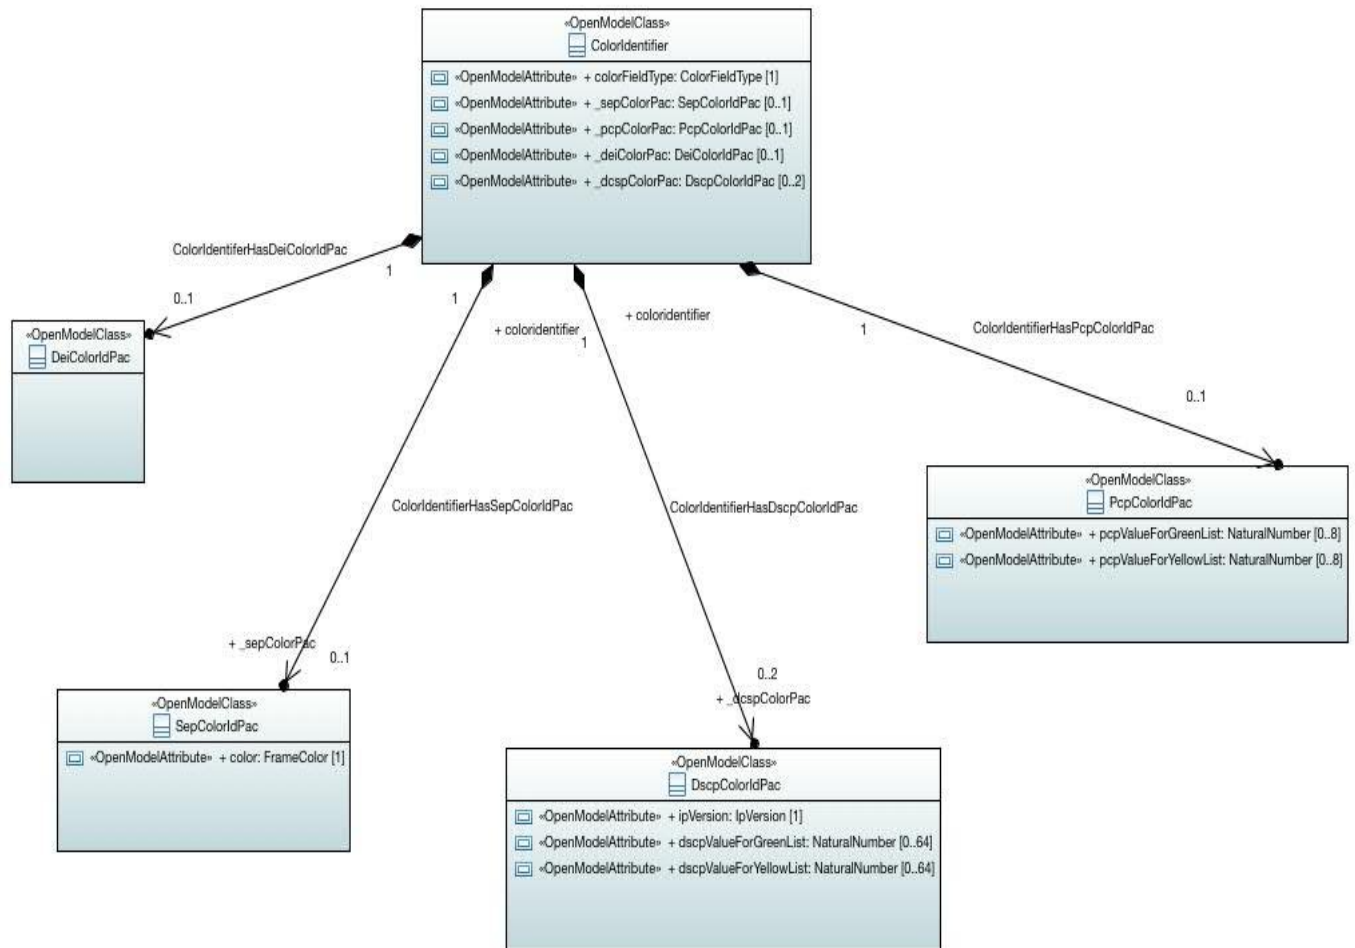 «OpenModelClass»
ColorIdentifier
«OpenModelAttribute» + colorFieldType: ColorFieldType [1]
«OpenModelAttribute» + _sepColorPac: SepColorIdPac [0..1]
«OpenModelAttribute» + _pcpColorPac: PcpColorIdPac [0..1]
«OpenModelAttribute» + _deiColorPac: DeiColorIdPac [0..1]
«OpenModelAttribute» + _dcspColorPac: DscpColorIdPac [0..2]
ColorIdentiferHasDeiColorIdPac
1
0..1
1
+ coloridentifier
+ coloridentifier
1
1
ColorIdentifierHasPcpColorIdPac
0..1
«OpenModelClass»
DeiColorIdPac
«OpenModelClass»
PcpColorIdPac
«OpenModelAttribute» + pcpValueForGreenList: NaturalNumber [0..8]
«OpenModelAttribute» + pcpValueForYellowList: NaturalNumber [0..8]
ColorIdentifierHasSepColorIdPac
ColorIdentifierHasDscpColorIdPac
+ _sepColorPac
0..1
0..2
+ _dcspColorPac
«OpenModelClass»
SepColorIdPac
«OpenModelAttribute» + color: FrameColor [1]
«OpenModelClass»
DscpColorIdPac
«OpenModelAttribute» + ipVersion: IpVersion [1]
«OpenModelAttribute» + dscpValueForGreenList: NaturalNumber [0..64]
«OpenModelAttribute» + dscpValueForYellowList: NaturalNumber [0..64]